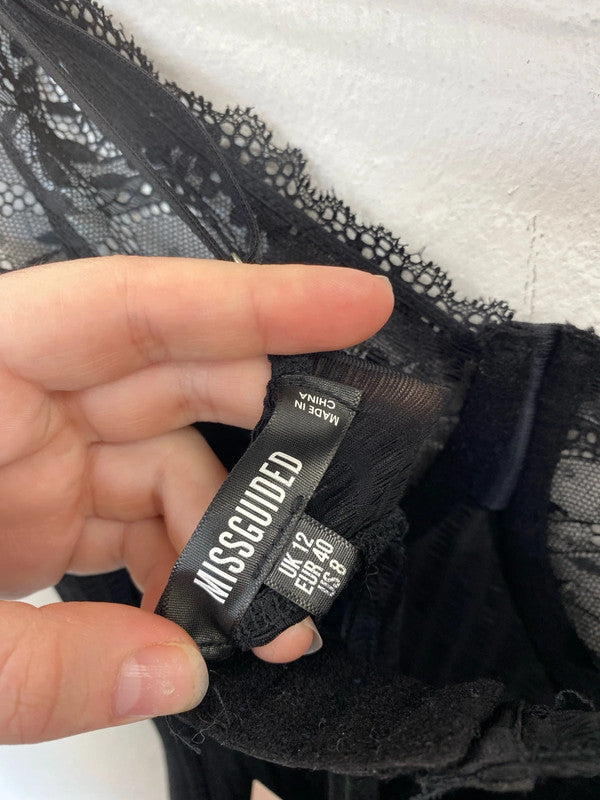 MADE IN
CHINA
MISSGUIDED
UK 12
EUR 40
US 8